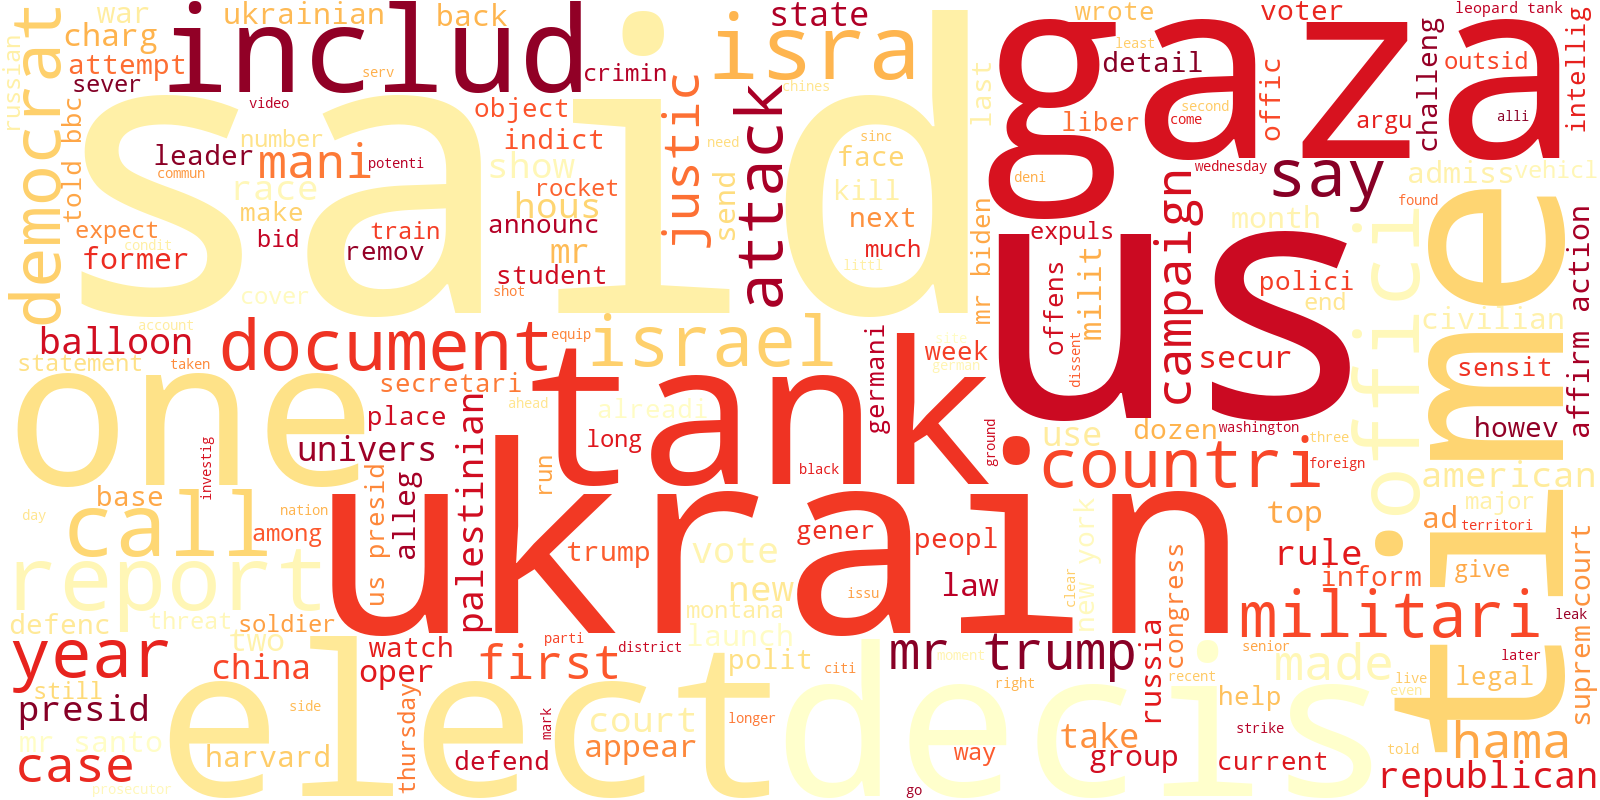 war
ukrainian
back
includ
state
wrote
voter
leopard tank
charg
attempt
sever
russian
serv
video
crimin
isra
chines
gaza
least
detail
outsid
intellig
democrat
said
object
indict
number
leader
mani
potenti
commun
told bbc
race
make
bid
expect
former
condit
train
remov
show
rocket
hous
announc
mr
student
shot
justic
need
send
attack
sinc
face
kill
next
much
littl
last
second
come
liber
offic
argu
challeng
alli
wednesday
say
admiss
vehicl
found
deni
expuls
month
campaign
offens
milit
mr biden
polici
end
offici
time
affirm action
civilian
sensit
howev
cover
account
balloon
statement
taken
document
equip
israel
germani
week
german
dissent
us
secur
one
secretari
place
ahead
alreadi
tank
long
black
ground
washington
use
dozen
three
foreign
countri
american
major
territori
ad
univers
investig
base
call
day
nation
among
us presid
alleg
palestinian
run
ukrain
trump
gener
peopl
vote
new
law
issu
montana
clear
new york
congress
top
rule
inform
give
court
suprem
report
defenc
threat
soldier
two
year
china
watch
oper
parti
district
first
launch
polit
citi
mr trump
moment
russia
recent
militari
leak
senior
later
made
live
even
legal
still
presid
side
mr santo
case
harvard
prosecutor
thursday
elect
defend
mark
court
appear
longer
decis
right
way
go
take
group
help
strike
current
told
hama
republican